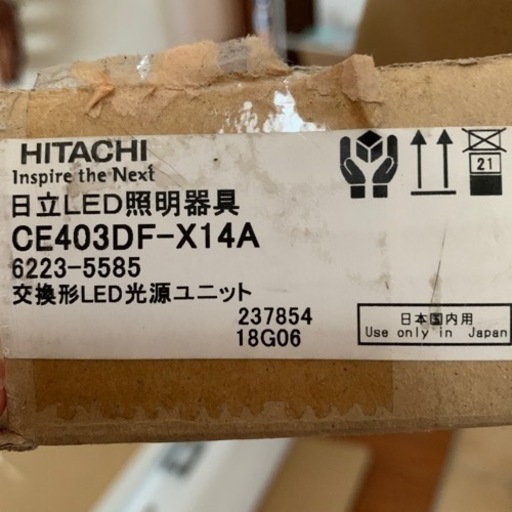 HITACHI
Inspire the Next
日立LED照明器具
CE403DF-X14A
6223-5585
交換形LED光源ユニット
237854
18G06
21
日本国内用
Use only in Japan